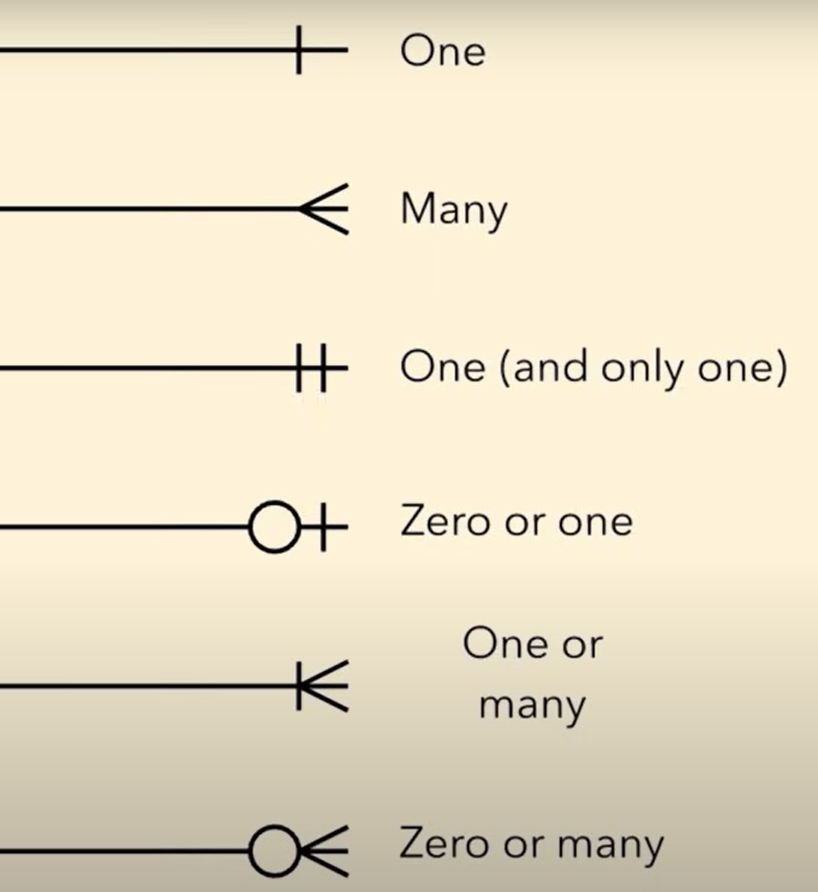 One
Many
One (and only one)
Zero or one
One or
many
Zero or many